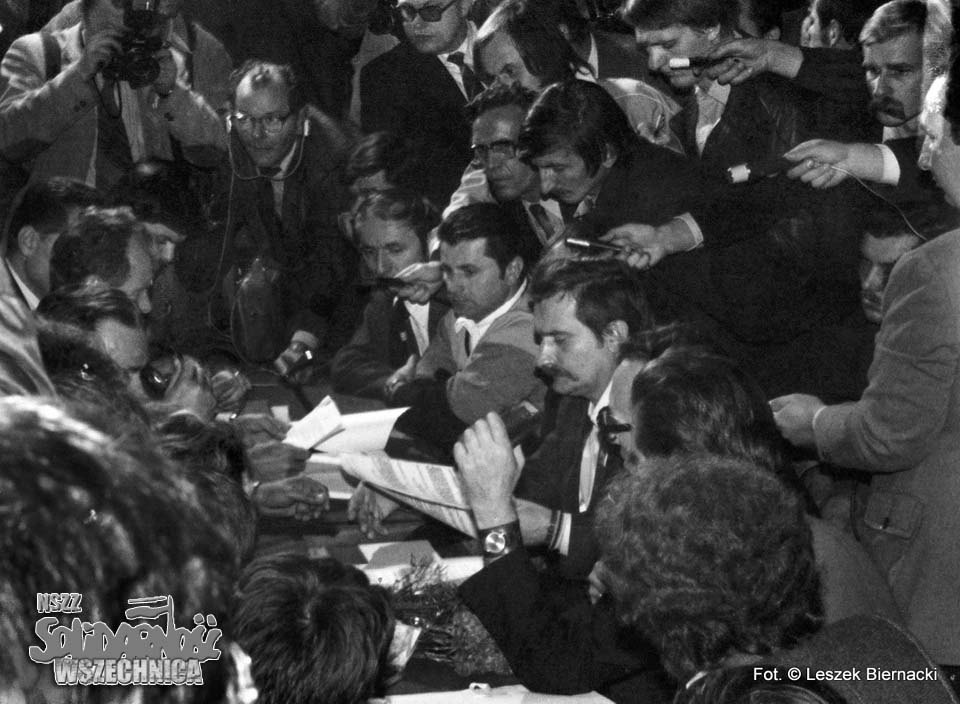 NSZZ
Solidarność
WSZECHNICA
Fot. © Leszek Biernacki